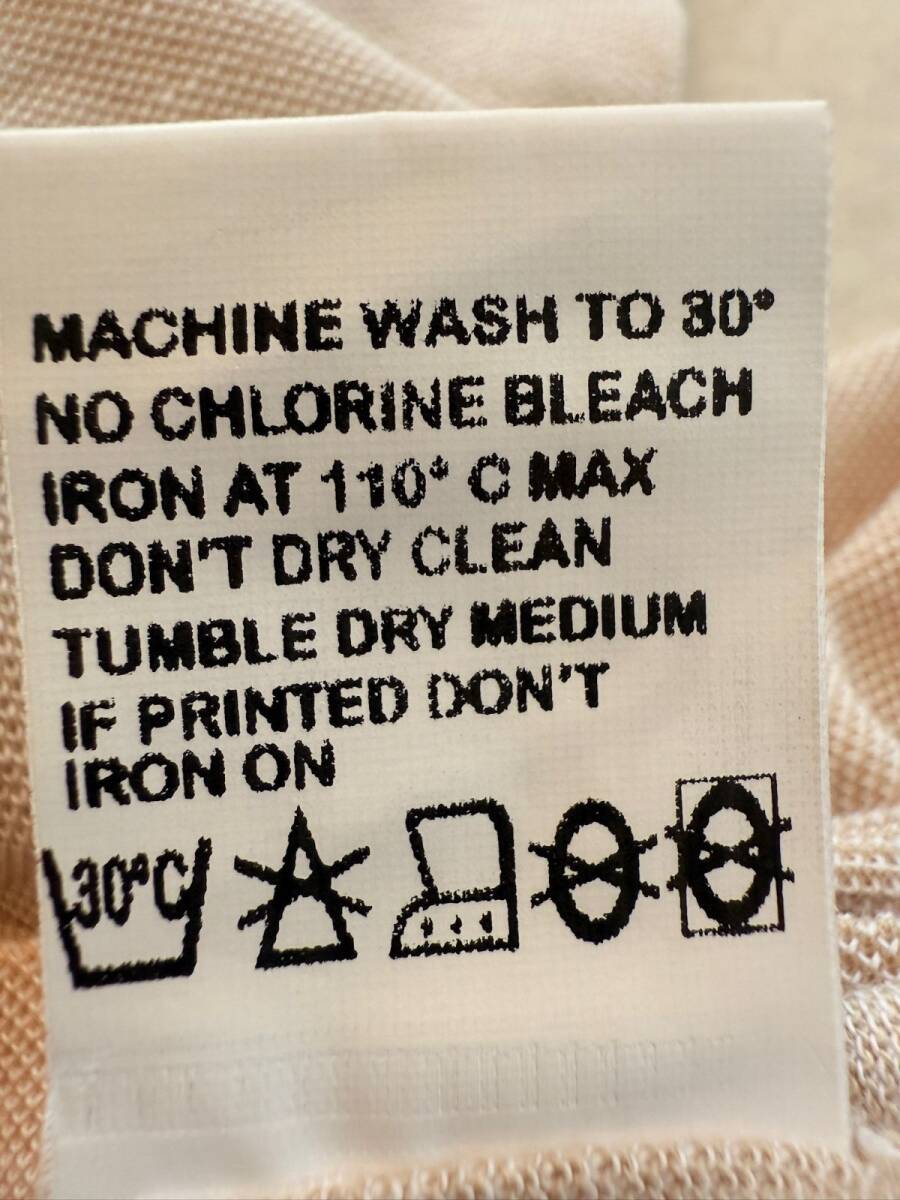 MACHINE WASH TO 30°
NO CHLORINE BLEACH
IRON AT 110° C MAX
DON'T DRY CLEAN
TUMBLE DRY MEDIUM
IF PRINTED DON'T
IRON ON
30°C